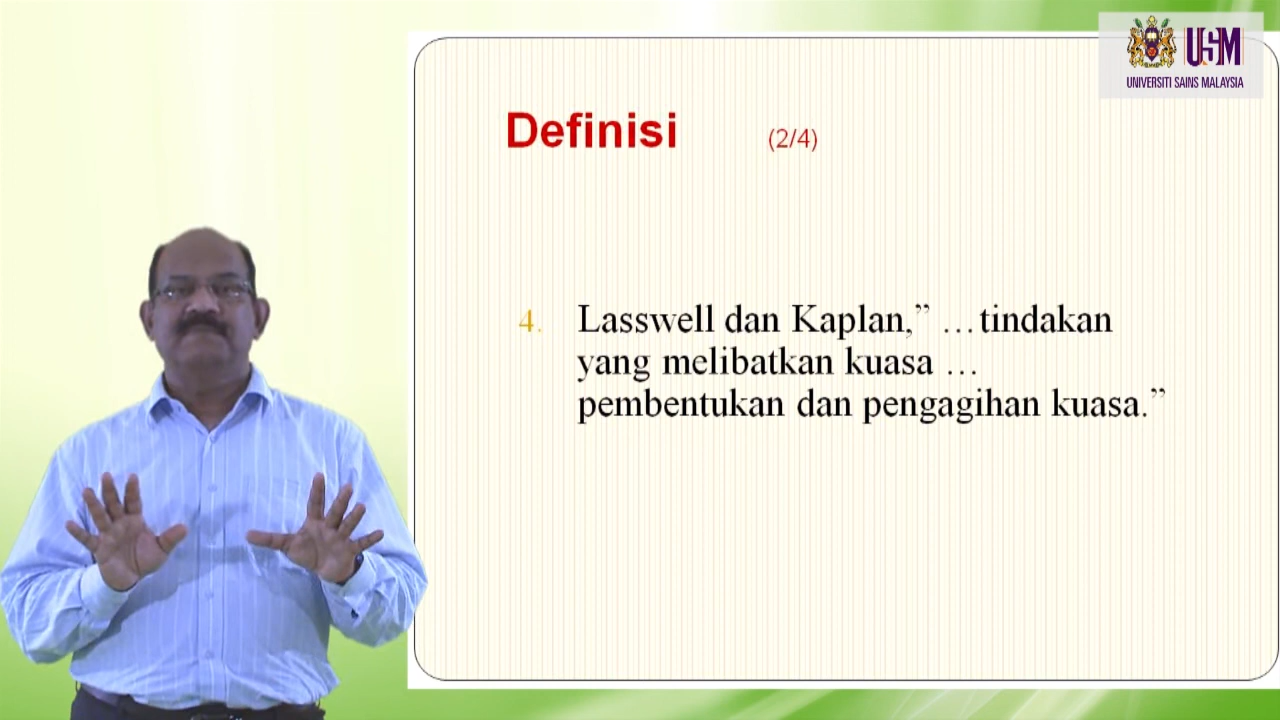 USM
UNIVERSITI SAINS MALAYSIA
Definisi (2/4)
4. Lasswell dan Kaplan,” …tindakan
yang melibatkan kuasa …
pembentukan dan pengagihan kuasa.”